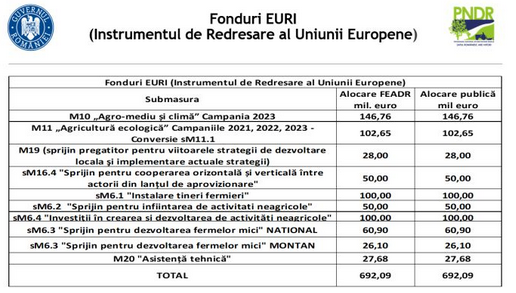 GUVERNUL ROMÂNIEI
PNDR
Fonduri EURI
(Instrumentul de Redresare al Uniunii Europene)
Fonduri EURI (Instrumentul de Redresare al Uniunii Europene)
Submasura
Alocare FEADR
mil. euro
Alocare publică
mil euro
M10 „Agro-mediu și climă” Campania 2023 146,76 146,76
M11 „Agricultură ecologică” Campaniile 2021, 2022, 2023 -
Conversie sM11.1 102,65 102,65
M19 (sprijin pregatitor pentru viitoarele strategii de dezvoltare
locala şi implementare actuale strategii) 28,00 28,00
sM16.4 "Sprijin pentru cooperarea orizontală și verticală între
actorii din lanțul de aprovizionare" 50,00 50,00
sM6.1 "Instalare tineri fermieri" 100,00 100,00
sM6.2 "Sprijin pentru infiintarea de activitati neagricole" 50,00 50,00
sM6.4 "Investitii în crearea si dezvoltarea de activităti neagricole" 100,00 100,00
sM6.3 "Sprijin pentru dezvoltarea fermelor mici" NATIONAL 60,90 60,90
sM6.3 "Sprijin pentru dezvoltarea fermelor mici" MONTAN 26,10 26,10
M20 "Asistență tehnică" 27,68 27,68
TOTAL 692,09 692,09